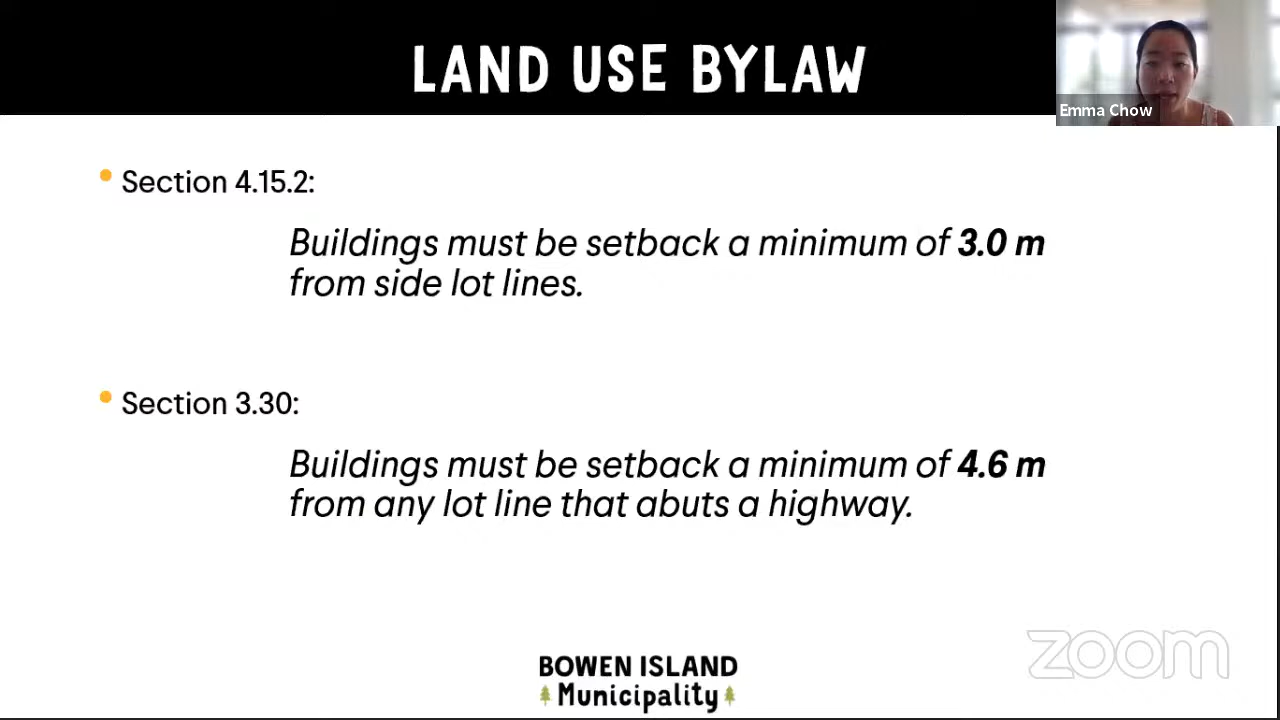 LAND USE BYLAW
Emma Chow
Section 4.15.2:
Buildings must be setback a minimum of 3.0 m
from side lot lines.
Section 3.30:
Buildings must be setback a minimum of 4.6 m
from any lot line that abuts a highway.
zoom
BOWEN ISLAND
Municipality